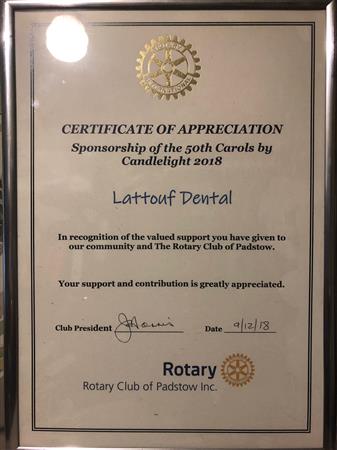 ROTARY
INTERNATIONAL
CERTIFICATE OF APPRECIATION
Sponsorship of the 50th Carols by
Candlelight 2018
Lattouf Dental
In recognition of the valued support you have given to
our community and The Rotary Club of Padstow.
Your support and contribution is greatly appreciated.
Club President
Date 9/12/18
Rotary
Rotary Club of Padstow Inc.